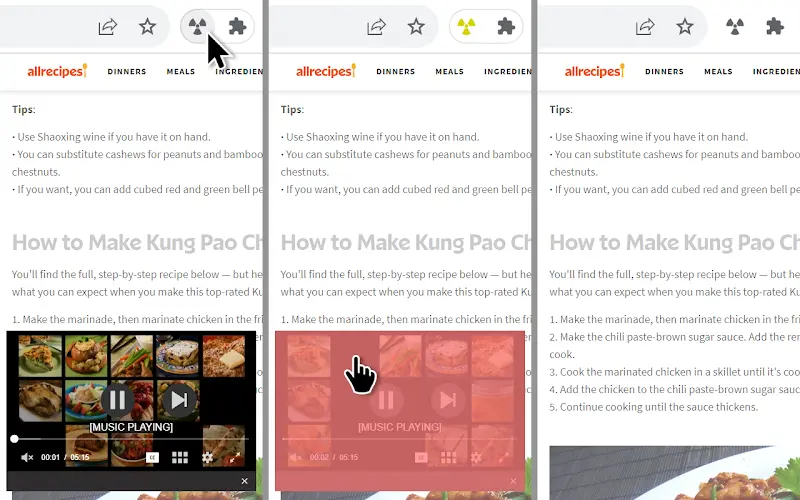 allrecipes DINNERS MEALS INGREDIEN
Tips:
• Use Shaoxing wine if you have it on hand.
• You can substitute cashews for peanuts and bamboo
chestnuts.
• If you want, you can add cubed red and green bell pe
How to Make Kung Pao Ch
You'll find the full, step-by-step recipe below — but he
what you can expect when you make this top-rated Ku
1. Make the marinade, then marinate chicken in the fri
[MUSIC PLAYING]
00:01 / 05:15
allrecipes DINNERS MEALS INGREDIEN
Tips:
• Use Shaoxing wine if you have it on hand.
• You can substitute cashews for peanuts and bamboo
chestnuts.
• If you want, you can add cubed red and green bell pe
How to Make Kung Pao Ch
You'll find the full, step-by-step recipe below — but he
what you can expect when you make this top-rated Ku
1. Make the marinade, then marinate chicken in the fri
[MUSIC PLAYING]
00:02 / 05:15
allrecipes DINNERS MEALS INGREDIEN
Tips:
• Use Shaoxing wine if you have it on hand.
• You can substitute cashews for peanuts and bamboo
chestnuts.
• If you want, you can add cubed red and green bell pe
How to Make Kung Pao Ch
You'll find the full, step-by-step recipe below — but he
what you can expect when you make this top-rated Ku
1. Make the marinade, then marinate chicken in the fri
2. Make the chili paste-brown sugar sauce. Add the rem
cook.
3. Cook the marinated chicken in a skillet until it's coo
4. Add the chicken to the chili paste-brown sugar sauc
5. Continue cooking until the sauce thickens.